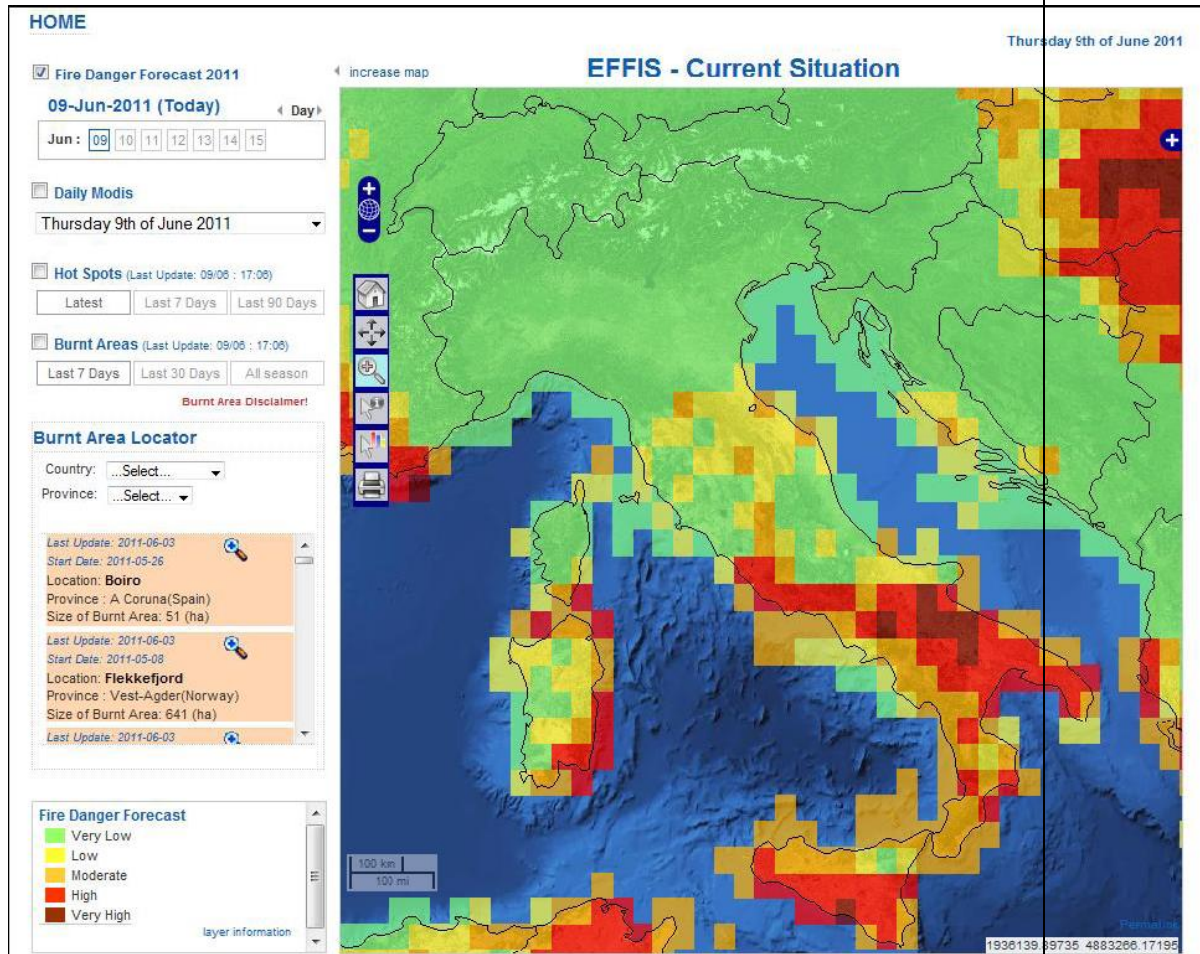 HOME
Thursday 9th of June 2011
Fire Danger Forecast 2011
increase map
EFFIS - Current Situation
09-Jun-2011 (Today)
Day
Jun : 09 10 11 12 13 14 15
Daily Modis
Thursday 9th of June 2011
Hot Spots (Last Update: 09/06 : 17:06)
Latest Last 7 Days Last 90 Days
Burnt Areas (Last Update: 09/06 : 17:06)
Last 7 Days Last 30 Days All season
Burnt Area Disclaimer!
Burnt Area Locator
Country: ...Select...
Province: ...Select...
Last Update: 2011-06-03
Start Date: 2011-05-26
Location: Boiro
Province : A Coruna(Spain)
Size of Burnt Area: 51 (ha)
Last Update: 2011-06-03
Start Date: 2011-05-08
Location: Flekkefjord
Province : Vest-Agder(Norway)
Size of Burnt Area: 641 (ha)
Last Update: 2011-06-03
Fire Danger Forecast
Very Low
Low
Moderate
High
Very High
layer information
100 km
100 mi
Permalink
1936139.89735 4883266.17195